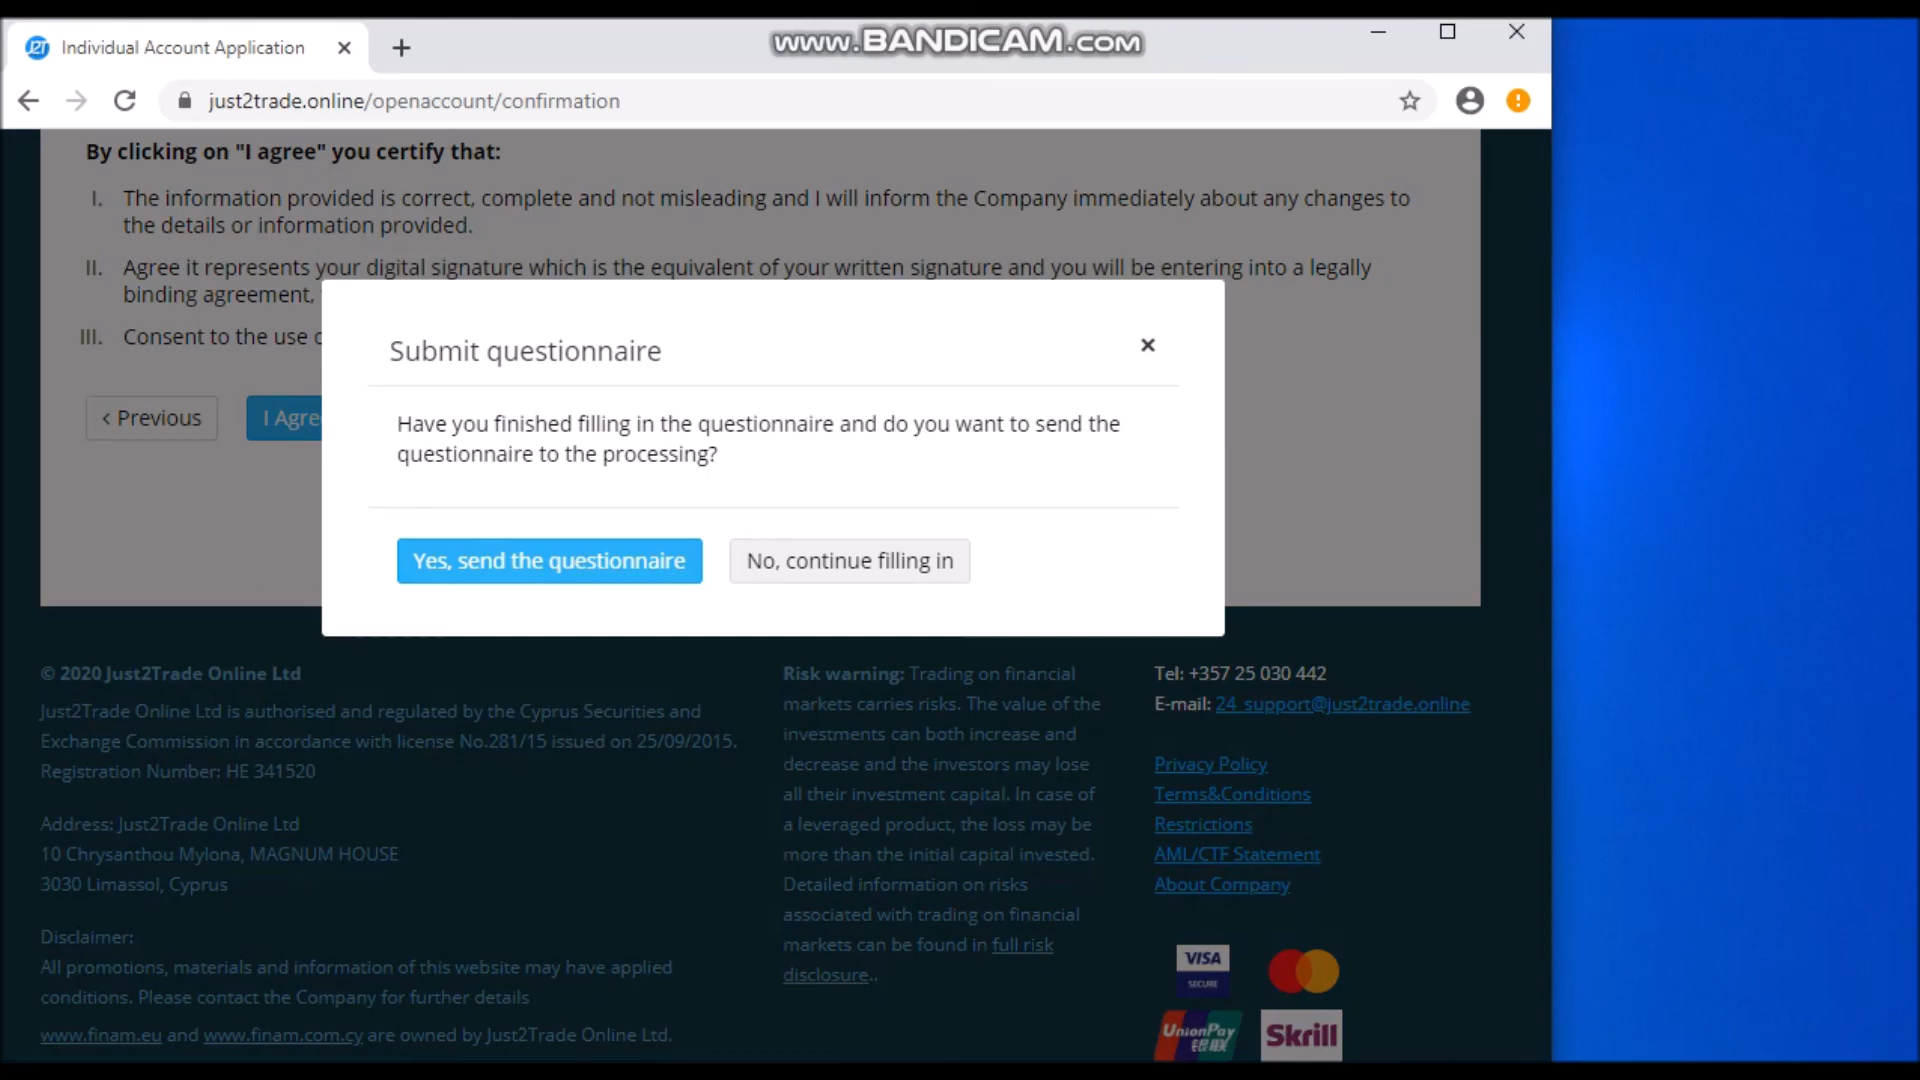 Individual Account Application
www.BANDICAM.com
just2trade.online/openaccount/confirmation
By clicking on "I agree" you certify that:
I. The information provided is correct, complete and not misleading and I will inform the Company immediately about any changes to
the details or information provided.
II. Agree it represents your digital signature which is the equivalent of your written signature and you will be entering into a legally
binding agreement,
III. Consent to the use
< Previous
I Agre
Submit questionnaire
Have you finished filling in the questionnaire and do you want to send the
questionnaire to the processing?
Yes, send the questionnaire
No, continue filling in
© 2020 Just2Trade Online Ltd
Just2Trade Online Ltd is authorised and regulated by the Cyprus Securities and
Exchange Commission in accordance with license No.281/15 issued on 25/09/2015.
Registration Number: HE 341520
Address: Just2Trade Online Ltd
10 Chrysanthou Mylona, MAGNUM HOUSE
3030 Limassol, Cyprus
Disclaimer:
All promotions, materials and information of this website may have applied
conditions. Please contact the Company for further details
www.finam.eu and www.finam.com.cy are owned by Just2Trade Online Ltd.
Risk warning: Trading on financial
markets carries risks. The value of the
investments can both increase and
decrease and the investors may lose
all their investment capital. In case of
a leveraged product, the loss may be
more than the initial capital invested.
Detailed information on risks
associated with trading on financial
markets can be found in full risk
disclosure..
Tel: +357 25 030 442
E-mail: 24_support@just2trade.online
Privacy Policy
Terms&Conditions
Restrictions
AML/CTF Statement
About Company
VISA
SECURE
UnionPay
银联
Skrill